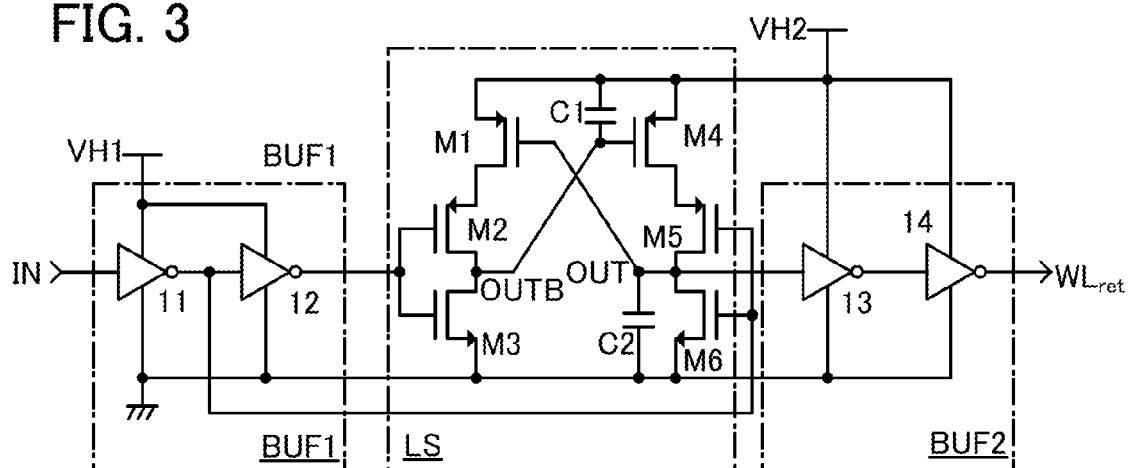 FIG. 3
VH2
C1
M1
M4
VH1
BUF1
M2
M5
14
IN
OUTB
OUT
WLret
11
12
13
M3
C2
M6
BUF1
LS
BUF2